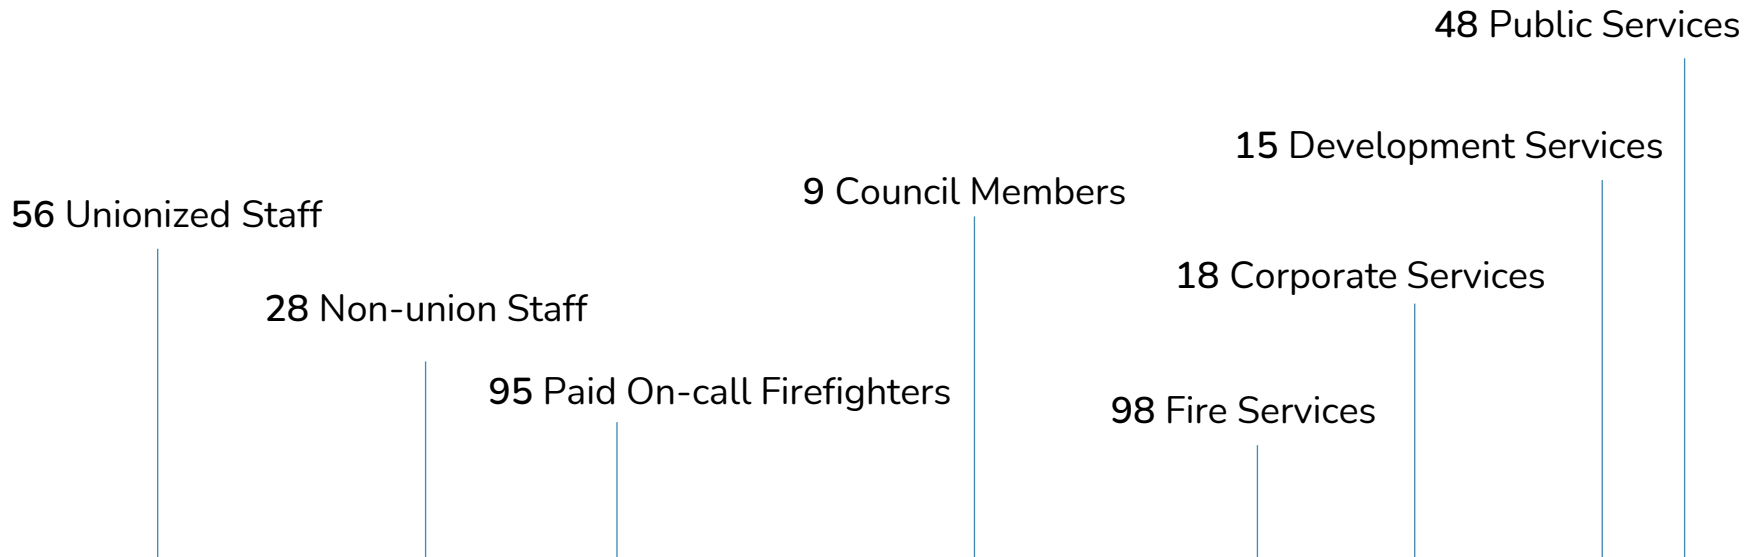 48 Public Services
15 Development Services
9 Council Members
56 Unionized Staff
18 Corporate Services
28 Non-union Staff
95 Paid On-call Firefighters
98 Fire Services